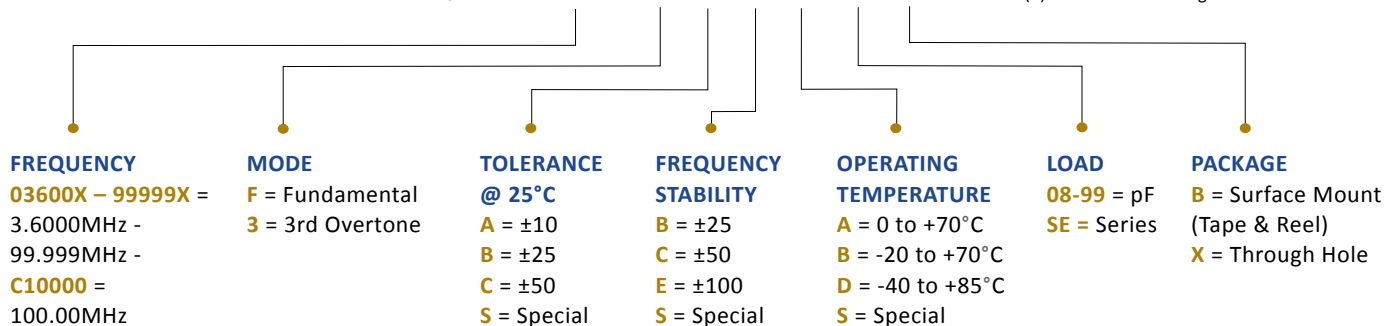 FREQUENCY
03600X – 99999X =
3.6000MHz -
99.999MHz -
C10000 =
100.00MHz
MODE
F = Fundamental
3 = 3rd Overtone
TOLERANCE
@ 25°C
A = ±10
B = ±25
C = ±50
S = Special
FREQUENCY
STABILITY
B = ±25
C = ±50
E = ±100
S = Special
OPERATING
TEMPERATURE
A = 0 to +70°C
B = -20 to +70°C
D = -40 to +85°C
S = Special
LOAD
08-99 = pF
SE = Series
PACKAGE
B = Surface Mount
(Tape & Reel)
X = Through Hole